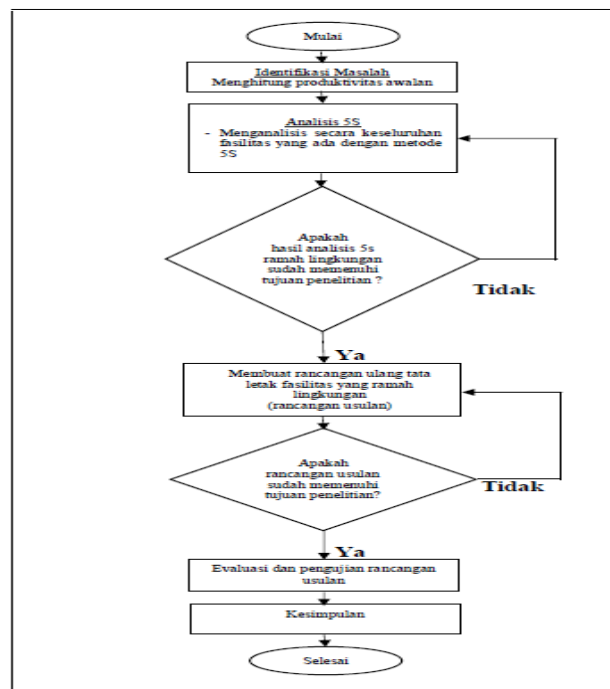 Mulai
Identifikasi Masalah
Menghitung produktivitas awalan
Analisis 5S
- Menganalisis secara keseluruhan
fasilitas yang ada dengan metode
5S
Apakah
hasil analisis 5s
ramah lingkungan
sudah memenuhi
tujuan penelitian ?
Tidak
Ya
Membuat rancangan ulang tata
letak fasilitas yang ramah
lingkungan
(rancangan usulan)
Apakah
rancangan usulan
sudah memenuhi
tujuan penelitian?
Tidak
Ya
Evaluasi dan pengujian rancangan
usulan
Kesimpulan
Selesai